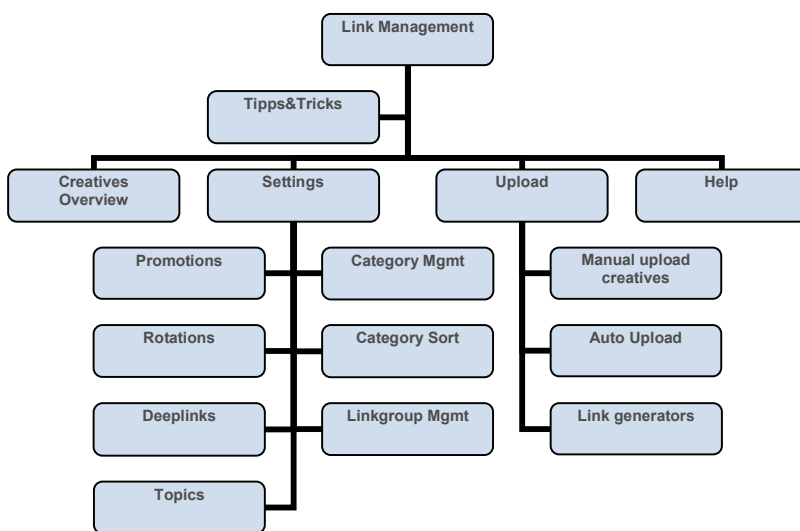 Link Management
Tipps&Tricks
Creatives
Overview
Settings
Upload
Help
Promotions
Category Mgmt
Manual upload
creatives
Rotations
Category Sort
Auto Upload
Deeplinks
Linkgroup Mgmt
Link generators
Topics